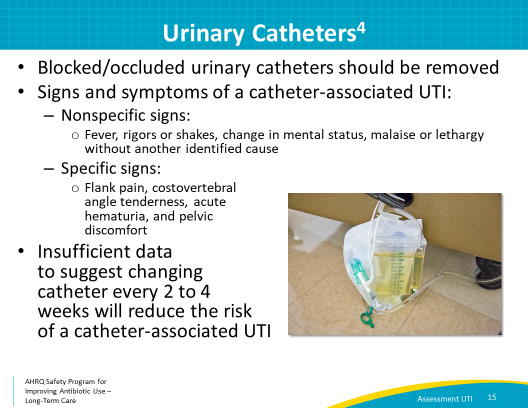 Urinary Catheters4
• Blocked/occluded urinary catheters should be removed
• Signs and symptoms of a catheter-associated UTI:
– Nonspecific signs:
○ Fever, rigors or shakes, change in mental status, malaise or lethargy
without another identified cause
– Specific signs:
○ Flank pain, costovertebral
angle tenderness, acute
hematuria, and pelvic
discomfort
• Insufficient data
to suggest changing
catheter every 2 to 4
weeks will reduce the risk
of a catheter-associated UTI
AHRQ Safety Program for
Improving Antibiotic Use –
Long-Term Care
Assessment UTI 15